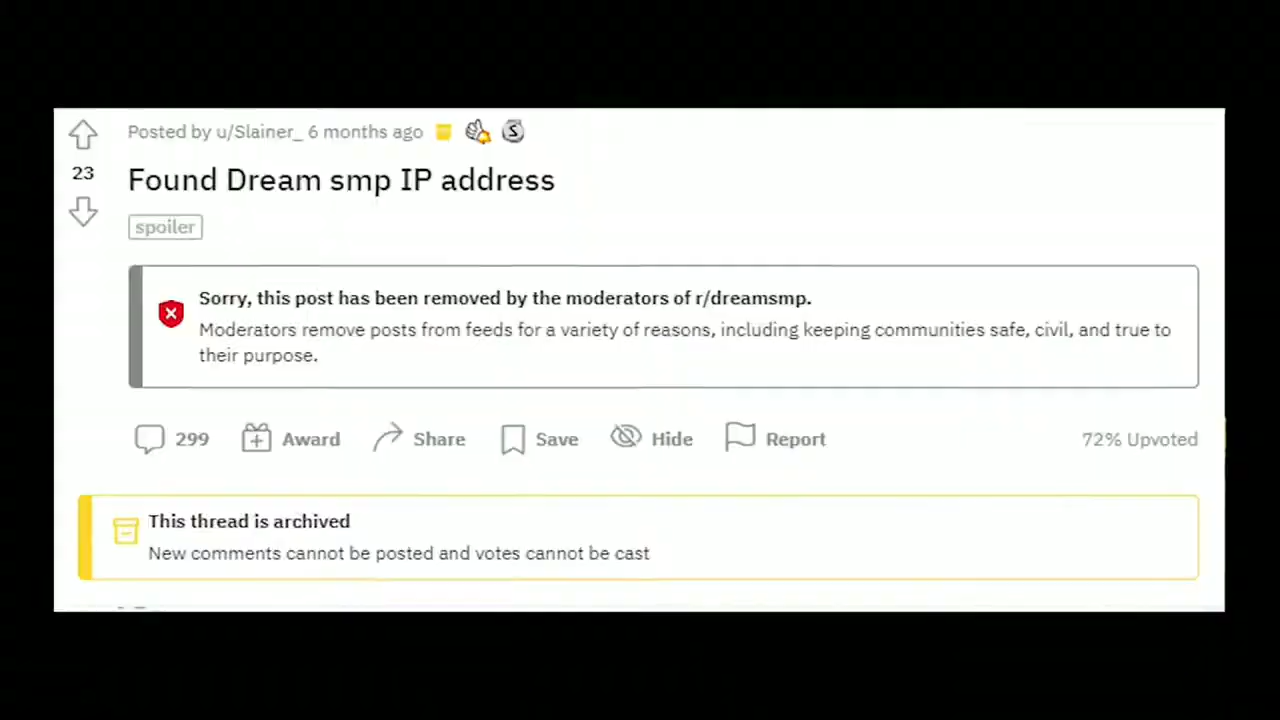 Posted by u/Slainer_ 6 months ago
23
Found Dream smp IP address
spoiler
Sorry, this post has been removed by the moderators of r/dreamsmp.
Moderators remove posts from feeds for a variety of reasons, including keeping communities safe, civil, and true to
their purpose.
299 Award Share Save Hide Report 72% Upvoted
This thread is archived
New comments cannot be posted and votes cannot be cast